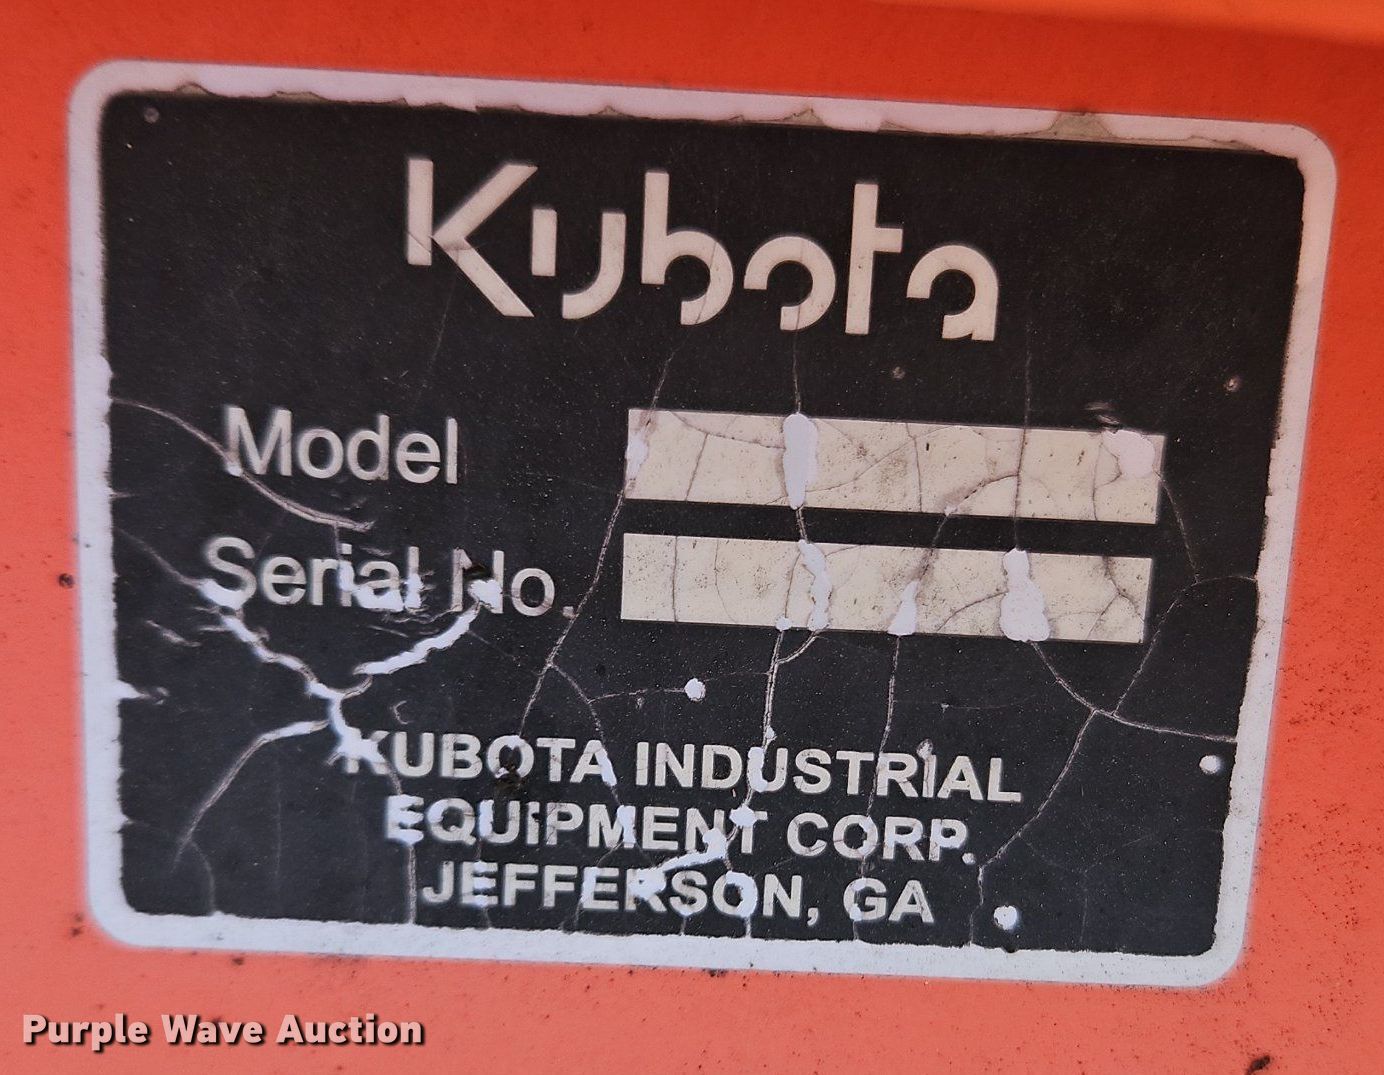 Kubota
Model
Serial No.
KUBOTA INDUSTRIAL
EQUIPMENT CORP.
JEFFERSON, GA
Purple Wave Auction